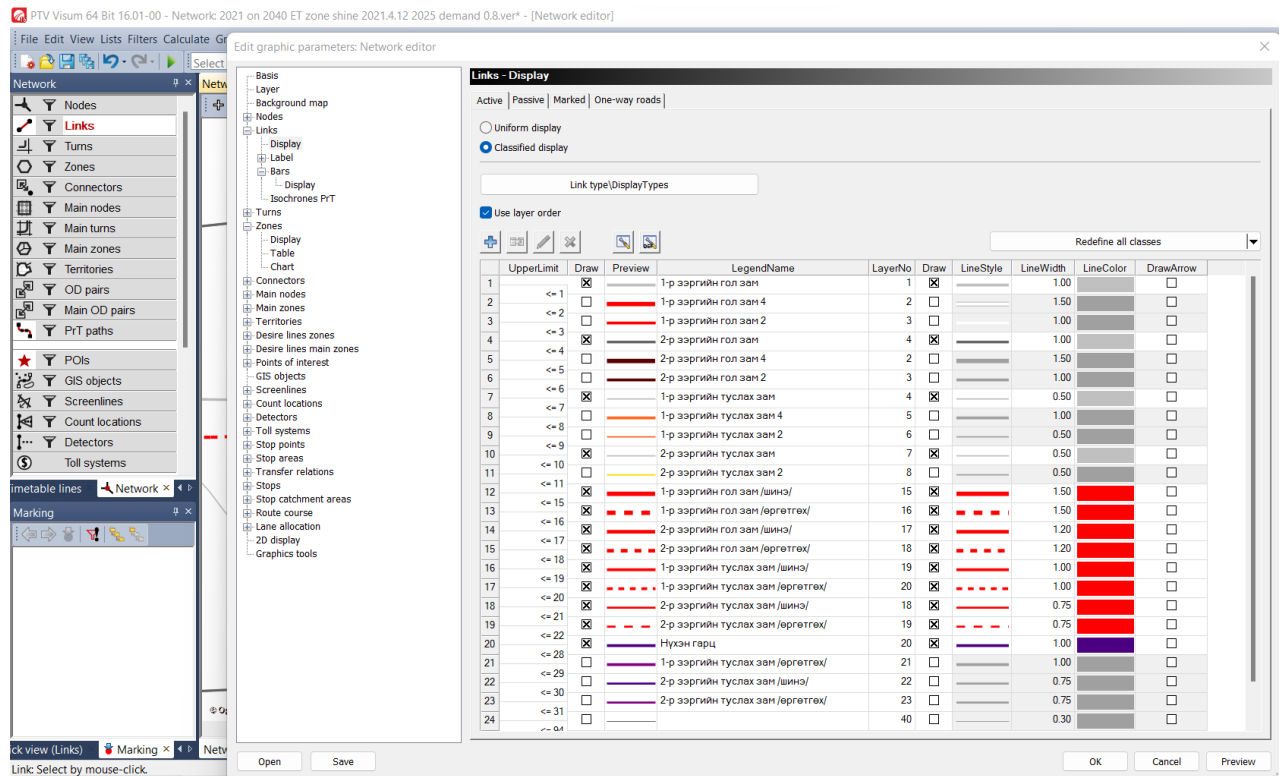 PTV Visum 64 Bit 16.01-00 - Network: 2021 on 2040 ET zone shine 2021.4.12 2025 demand 0.8.ver* - [Network editor]
File Edit View Lists Filters Calculate Gr
Edit graphic parameters: Network editor
Select
Network
Netw
Nodes
Links
Turns
Zones
Connectors
Main nodes
Main turns
Main zones
Territories
OD pairs
Main OD pairs
PrT paths
POIs
GIS objects
Screenlines
Count locations
Detectors
Toll systems
imetable lines Network
Marking
ck view (Links) Marking Netw
Link: Select by mouse-click.
Basis
Layer
Background map
Nodes
Links
Display
Label
Bars
Display
Isochrones PrT
Turns
Zones
Display
Table
Chart
Connectors
Main nodes
Main zones
Territories
Desire lines zones
Desire lines main zones
Points of interest
GIS objects
Screenlines
Count locations
Detectors
Toll systems
Stop points
Stop areas
Transfer relations
Stops
Stop catchment areas
Route course
Lane allocation
2D display
Graphics tools
Links - Display
Active Passive Marked One-way roads
Uniform display
Classified display
Link type\DisplayTypes
Use layer order
Redefine all classes
UpperLimit Draw Preview LegendName LayerNo Draw LineStyle LineWidth LineColor DrawArrow
1 <= 1 1-р зэргийн гол зам 1 1.00
2 <= 2 1-р зэргийн гол зам 4 2 1.50
3 <= 3 1-р зэргийн гол зам 2 3 1.00
4 <= 4 2-р зэргийн гол зам 4 1.00
5 <= 5 2-р зэргийн гол зам 4 2 1.00
6 <= 6 2-р зэргийн гол зам 2 3 1.00
7 <= 7 1-р зэргийн туслах зам 4 0.50
8 <= 8 1-р зэргийн туслах зам 4 5 1.00
9 <= 9 1-р зэргийн туслах зам 2 6 0.50
10 <= 10 2-р зэргийн туслах зам 7 0.50
11 <= 11 2-р зэргийн туслах зам 2 8 0.50
12 <= 15 1-р зэргийн гол зам /шинэ/ 15 1.50
13 <= 16 1-р зэргийн гол зам /өргөтгөх/ 16 1.50
14 <= 17 2-р зэргийн гол зам /шинэ/ 17 1.20
15 <= 18 2-р зэргийн гол зам /өргөтгөх/ 18 1.20
16 <= 19 1-р зэргийн туслах зам /шинэ/ 19 1.00
17 <= 20 1-р зэргийн туслах зам /өргөтгөх/ 20 1.00
18 <= 21 2-р зэргийн туслах зам /шинэ/ 18 0.75
19 <= 22 2-р зэргийн туслах зам /өргөтгөх/ 19 0.75
20 <= 28 Нүхэн гарц 20 1.00
21 <= 29 1-р зэргийн туслах зам /өргөтгөх/ 21 1.00
22 <= 30 2-р зэргийн туслах зам /шинэ/ 22 0.75
23 <= 31 2-р зэргийн туслах зам /өргөтгөх/ 23 0.75
24 <= 94 40 0.30
Open Save OK Cancel Preview